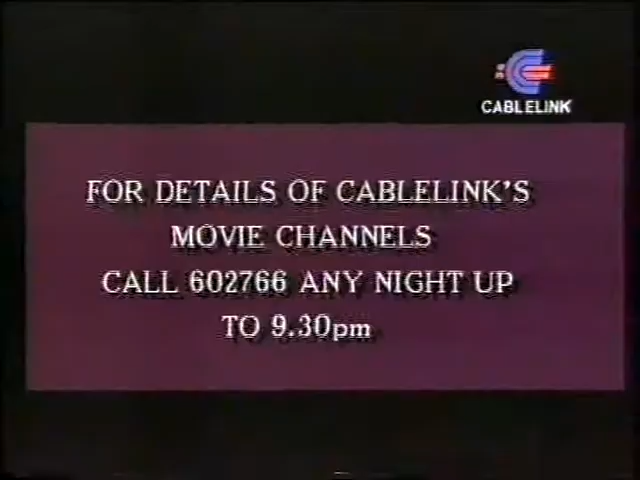 CABLELINK
FOR DETAILS OF CABLELINK'S
MOVIE CHANNELS
CALL 602766 ANY NIGHT UP
TO 9.30pm